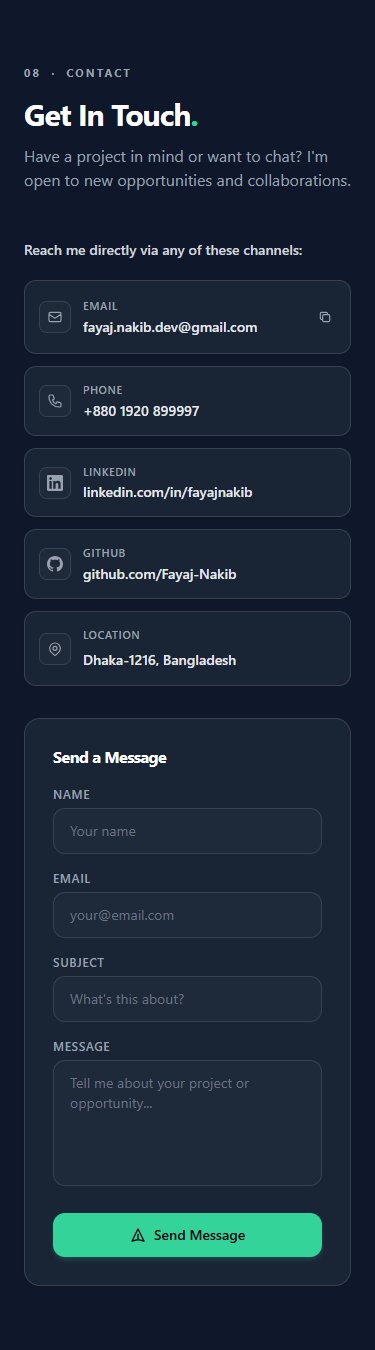 08 · CONTACT
Get In Touch.
Have a project in mind or want to chat? I'm
open to new opportunities and collaborations.
Reach me directly via any of these channels:
EMAIL
fayaj.nakib.dev@gmail.com
PHONE
+880 1920 899997
LINKEDIN
linkedin.com/in/fayajnakib
GITHUB
github.com/Fayaj-Nakib
LOCATION
Dhaka-1216, Bangladesh
Send a Message
NAME
Your name
EMAIL
your@email.com
SUBJECT
What's this about?
MESSAGE
Tell me about your project or
opportunity...
Send Message